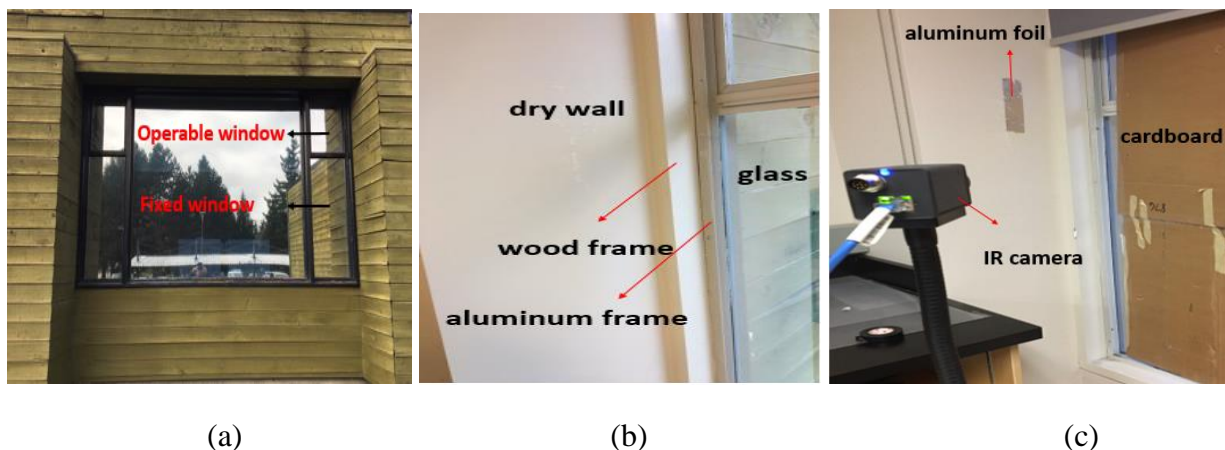 Operable window
Fixed window
dry wall
glass
wood frame
aluminum frame
aluminum foil
cardboard
IR camera
(a)
(b)
(c)